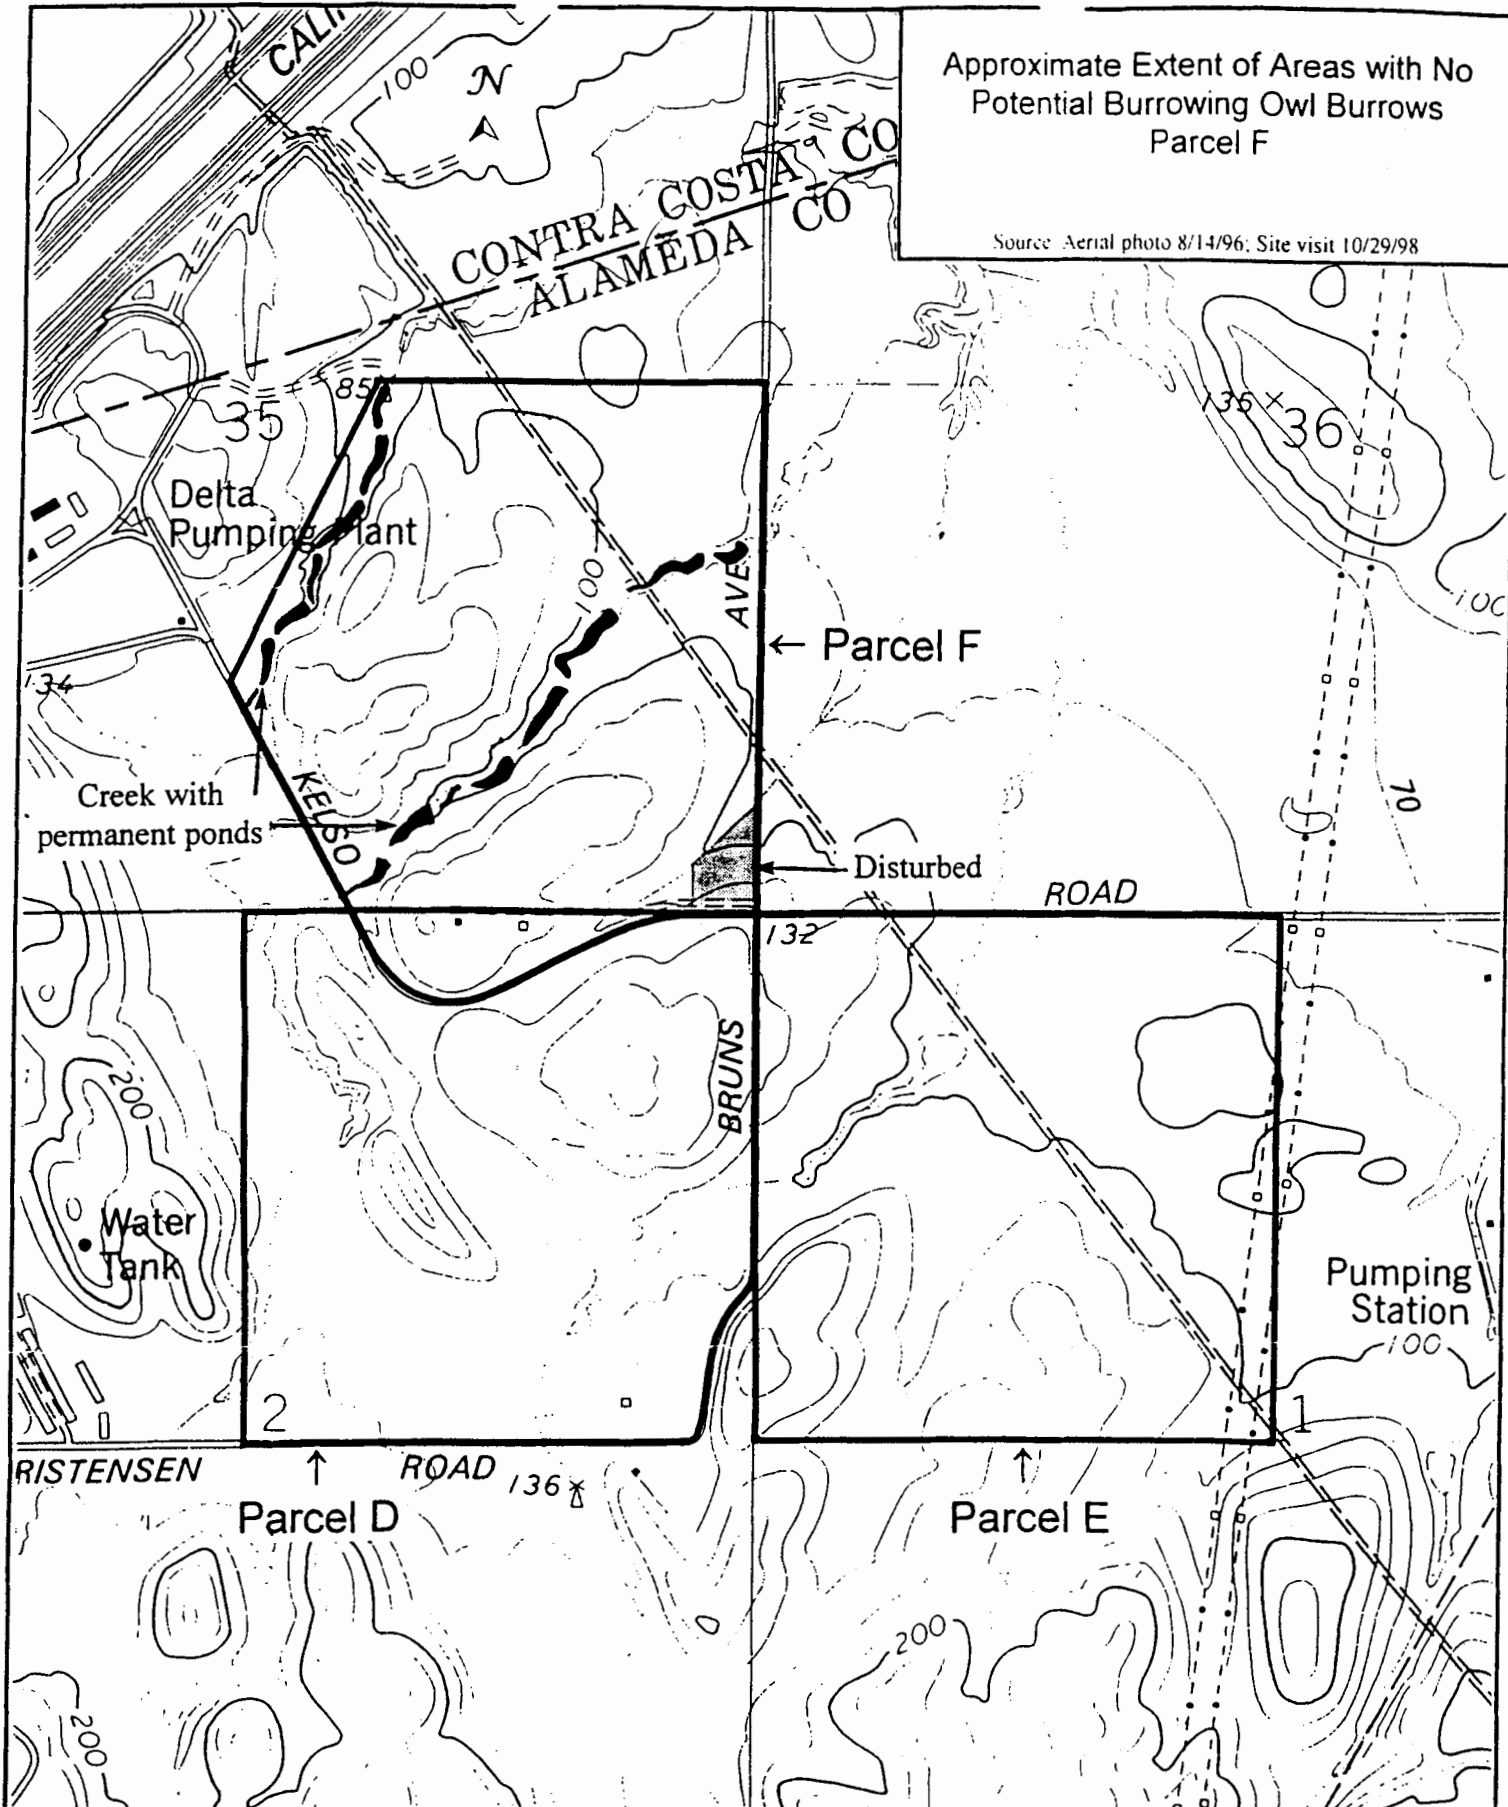 CALI
100
N
Approximate Extent of Areas with No
Potential Burrowing Owl Burrows
Parcel F
Source Aerial photo 8/14/96; Site visit 10/29/98
CONTRA COSTA CO
ALAMEDA CO
85
35
135
36
Delta
Pumping Plant
100
AVE
← Parcel F
100
134
70
Creek with
permanent ponds
KELSO
Disturbed
ROAD
132
BRUNS
200
Water
Tank
Pumping
Station
100
2
1
RISTENSEN
ROAD
136
Parcel D
Parcel E
200
200